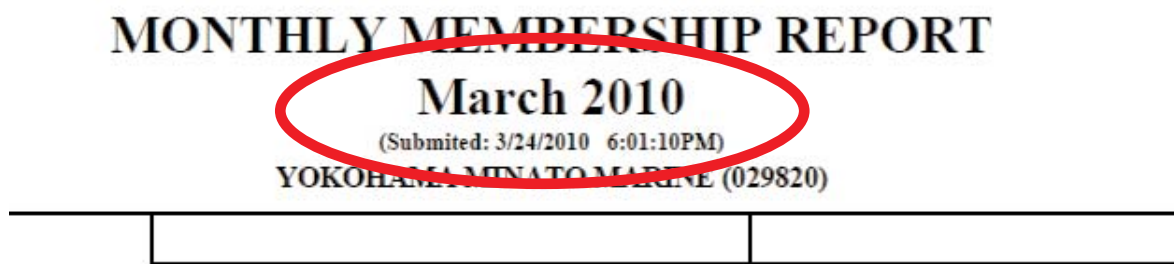 MONTHLY MEMBERSHIP REPORT
March 2010
(Submited: 3/24/2010 6:01:10PM)
YOKOHAMA MINATO MARINE (029820)